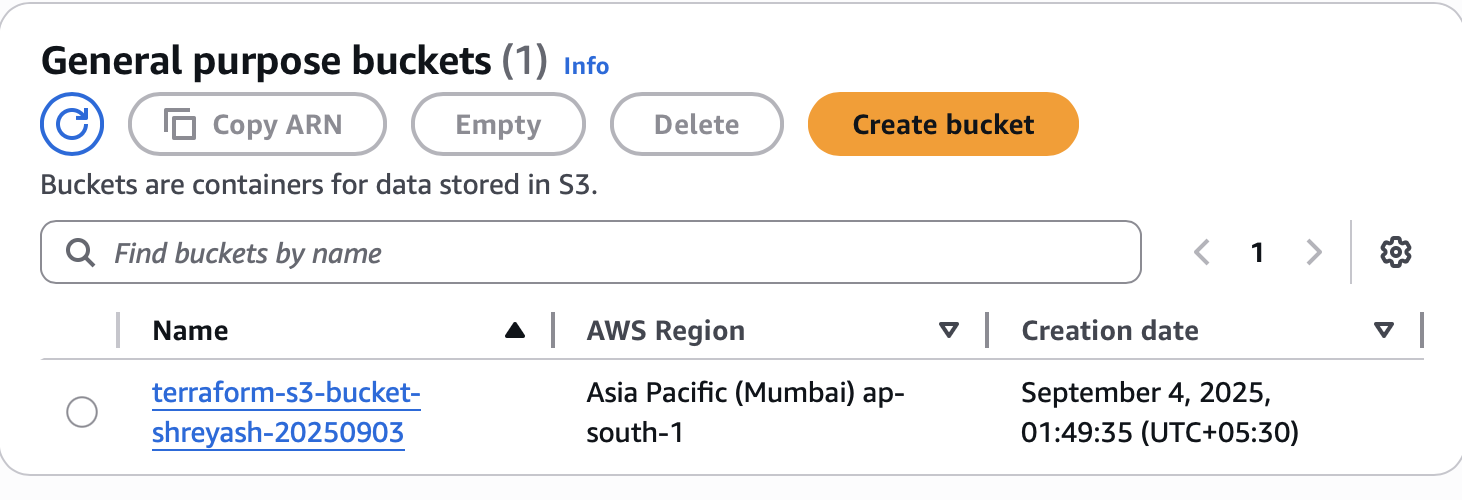 General purpose buckets (1) Info
Copy ARN Empty Delete Create bucket
Buckets are containers for data stored in S3.
Find buckets by name 1
Name AWS Region Creation date
terraform-s3-bucket- Asia Pacific (Mumbai) ap- September 4, 2025,
shreyash-20250903 south-1 01:49:35 (UTC+05:30)